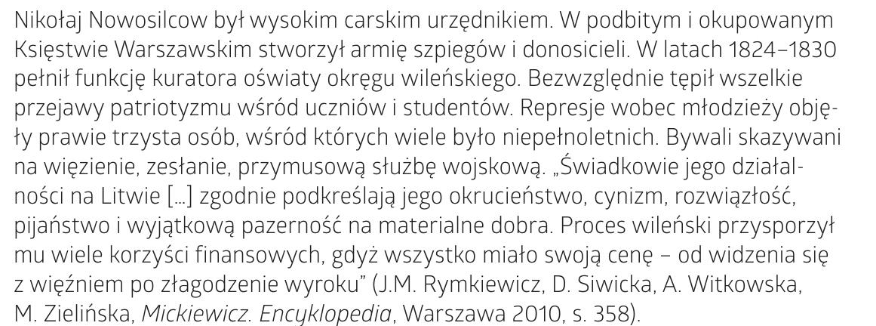 Nikołaj Nowosilcow był wysokim carskim urzędnikiem. W podbitym i okupowanym
Księstwie Warszawskim stworzył armię szpiegów i donosicieli. W latach 1824–1830
pełnił funkcję kuratora oświaty okręgu wileńskiego. Bezwzględnie tępił wszelkie
przejawy patriotyzmu wśród uczniów i studentów. Represje wobec młodzieży obję-
ły prawie trzysta osób, wśród których wiele było niepełnoletnich. Bywali skazywani
na więzienie, zesłanie, przymusową służbę wojskową. „Świadkowie jego działal-
ności na Litwie [...] zgodnie podkreślają jego okrucieństwo, cynizm, rozwiązłość,
pijaństwo i wyjątkową pazerność na materialne dobra. Proces wileński przysporzył
mu wiele korzyści finansowych, gdyż wszystko miało swoją cenę – od widzenia się
z więźniem po złagodzenie wyroku” (J.M. Rymkiewicz, D. Siwicka, A. Witkowska,
M. Zielińska, Mickiewicz. Encyklopedia, Warszawa 2010, s. 358).